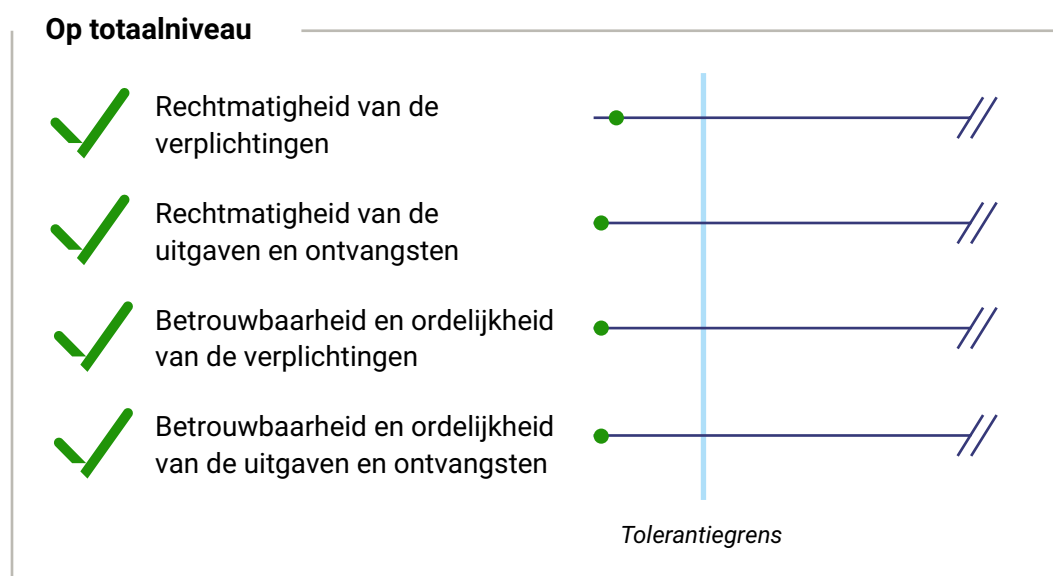 Op totaalniveau
Rechtmatigheid van de
verplichtingen
Rechtmatigheid van de
uitgaven en ontvangsten
Betrouwbaarheid en ordelijkheid
van de verplichtingen
Betrouwbaarheid en ordelijkheid
van de uitgaven en ontvangsten
Tolerantiegrens